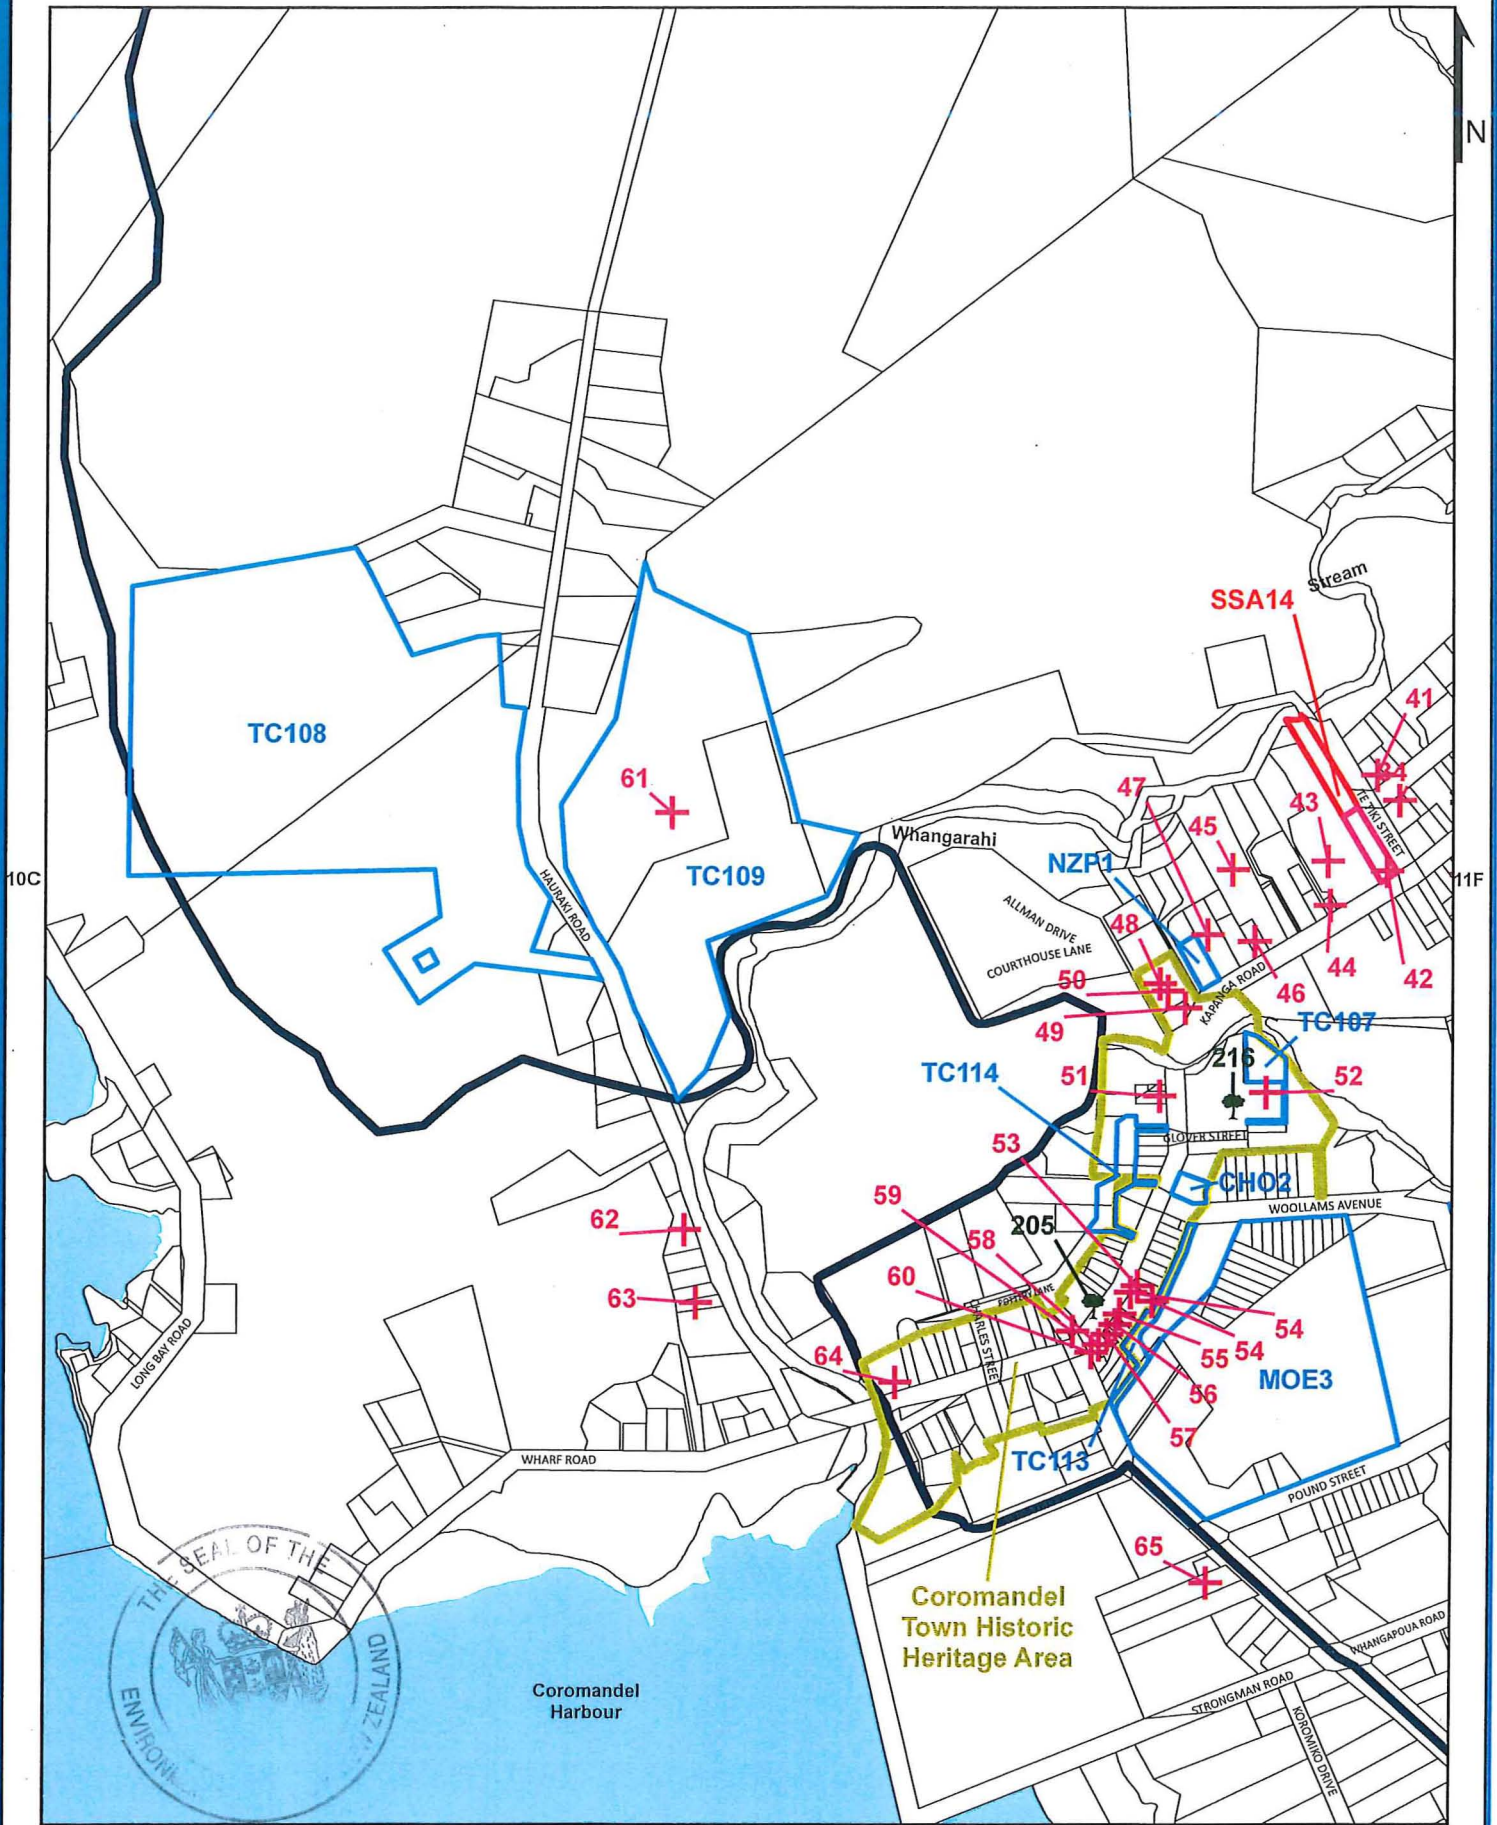 N
Stream
SSA14
41
34
47
43
TE TIKI STREET
45
61
TC108
Whangarahi
10C
TC109
NZP1
11F
HAURAKI ROAD
ALLMAN DRIVE
48
COURTHOUSE LANE
50
KAPANGA ROAD
46
44
42
49
TC107
216
TC114
51
52
53
GLOVER STREET
CHO2
59
WOOLLAMS AVENUE
62
205
58
60
POTTERY LANE
63
CHARLES STREET
54
54
55
LONG BAY ROAD
64
56
MOE3
57
WHARF ROAD
TC113
POUND STREET
THE SEAL OF THE
65
Coromandel
Town Historic
Heritage Area
WHANGAPOUA ROAD
Coromandel
Harbour
STRONGMAN ROAD
KOROMIKO DRIVE
ZEALAND